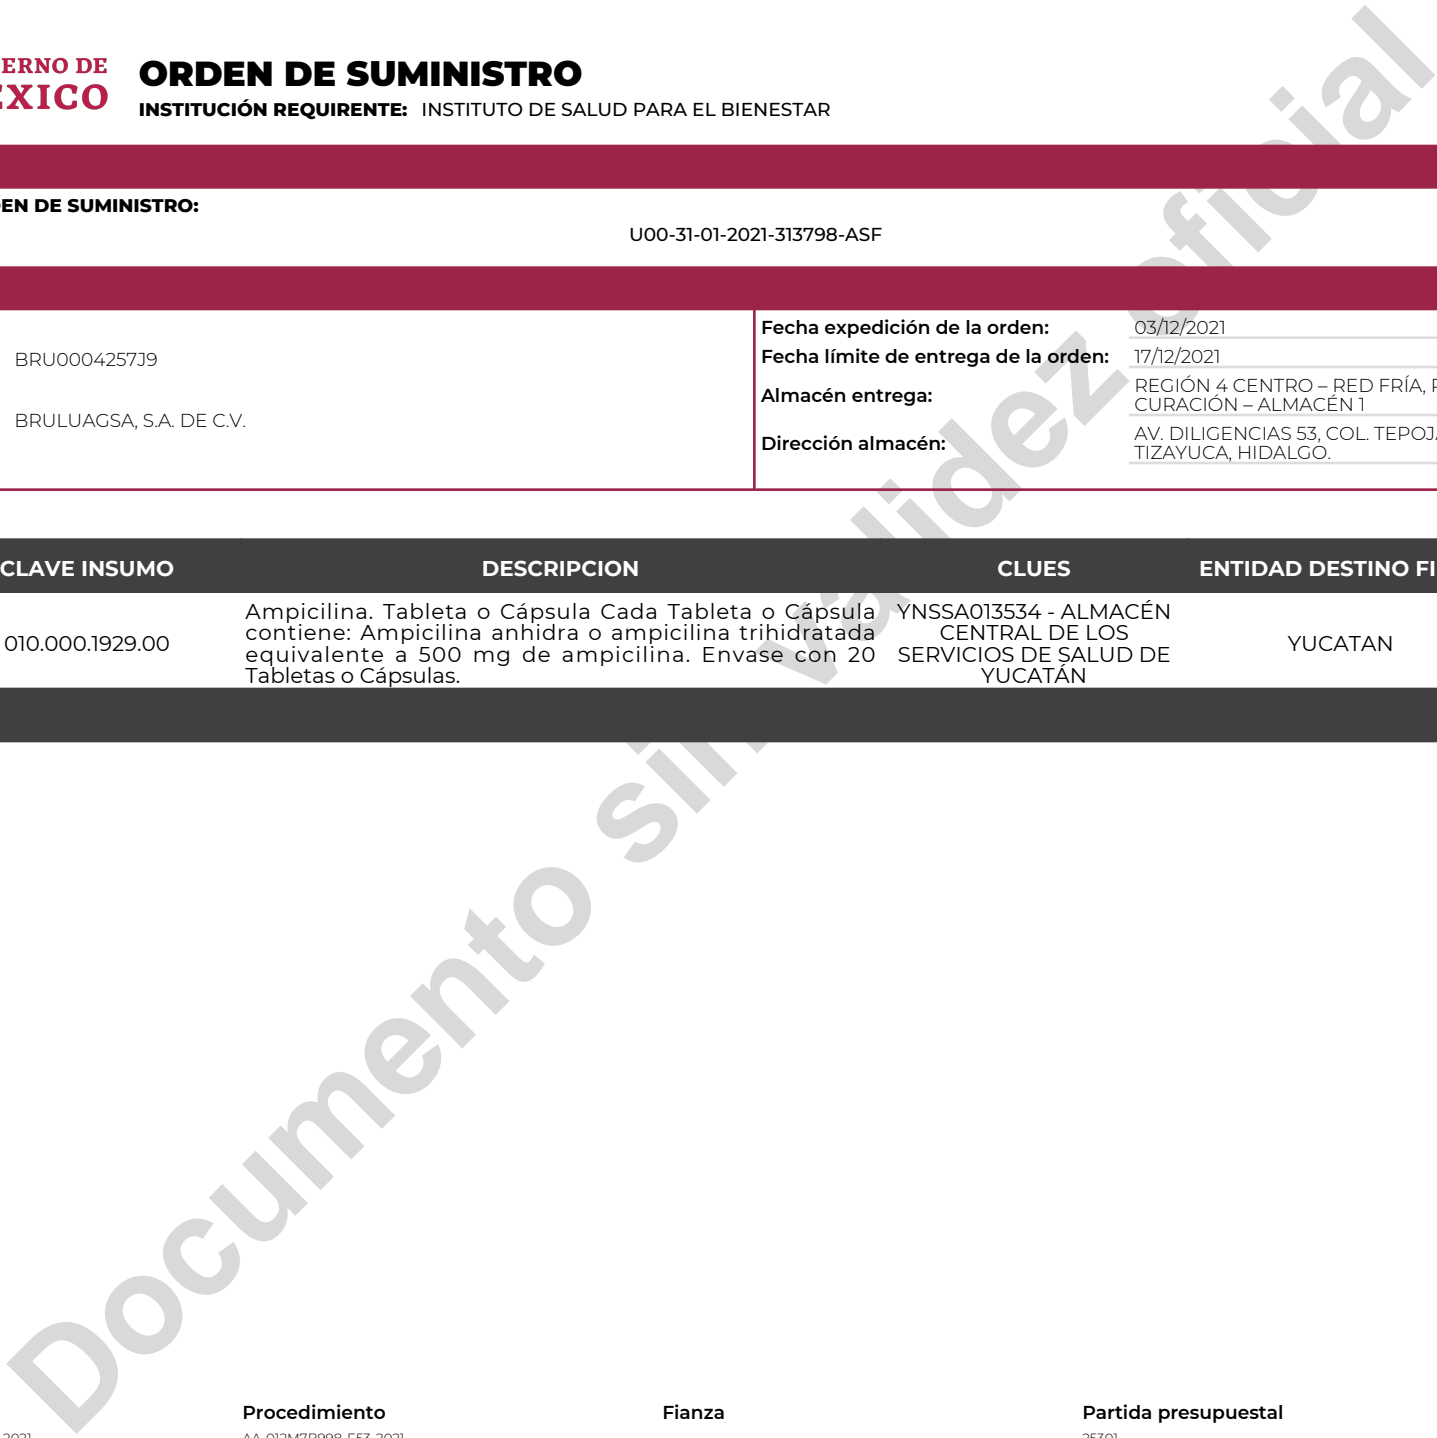 ERNO DE
EXICO
ORDEN DE SUMINISTRO
INSTITUCIÓN REQUIRENTE: INSTITUTO DE SALUD PARA EL BIENESTAR
EN DE SUMINISTRO:
U00-31-01-2021-313798-ASF
BRU0004257J9
BRULUAGSA, S.A. DE C.V.
Fecha expedición de la orden: 03/12/2021
Fecha límite de entrega de la orden: 17/12/2021
Almacén entrega: REGIÓN 4 CENTRO – RED FRÍA,
CURACIÓN – ALMACÉN 1
Dirección almacén: AV. DILIGENCIAS 53, COL. TEPOJ
TIZAYUCA, HIDALGO.
CLAVE INSUMO DESCRIPCION CLUES ENTIDAD DESTINO FI
010.000.1929.00
Ampicilina. Tableta o Cápsula Cada Tableta o Cápsula
contiene: Ampicilina anhidra o ampicilina trihidratada
equivalente a 500 mg de ampicilina. Envase con 20
Tabletas o Cápsulas.
YNSSA013534 - ALMACÉN
CENTRAL DE LOS
SERVICIOS DE SALUD DE
YUCATÁN
YUCATAN
Documento sin validez oficial
Procedimiento Fianza Partida presupuestal